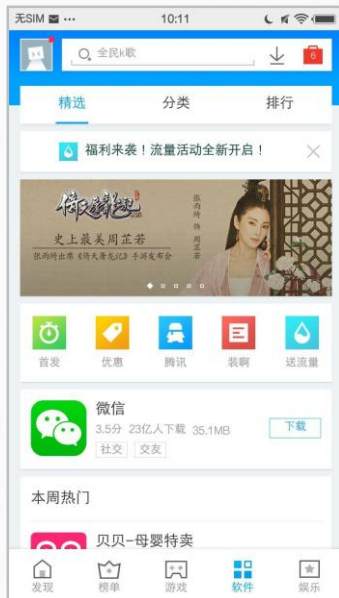 无SIM 10:11
全民k歌 6
精选 分类 排行
福利来袭！流量活动全新开启！
倚天屠龙记
史上最美周芷若
张雨绮出席《倚天屠龙记》手游发布会
张雨绮 饰 周芷若
首发 优惠 腾讯 装啊 送流量
微信
3.5分 23亿人下载 35.1MB 下载
社交 交友
本周热门
贝贝-母婴特卖
发现 榜单 游戏 软件 娱乐